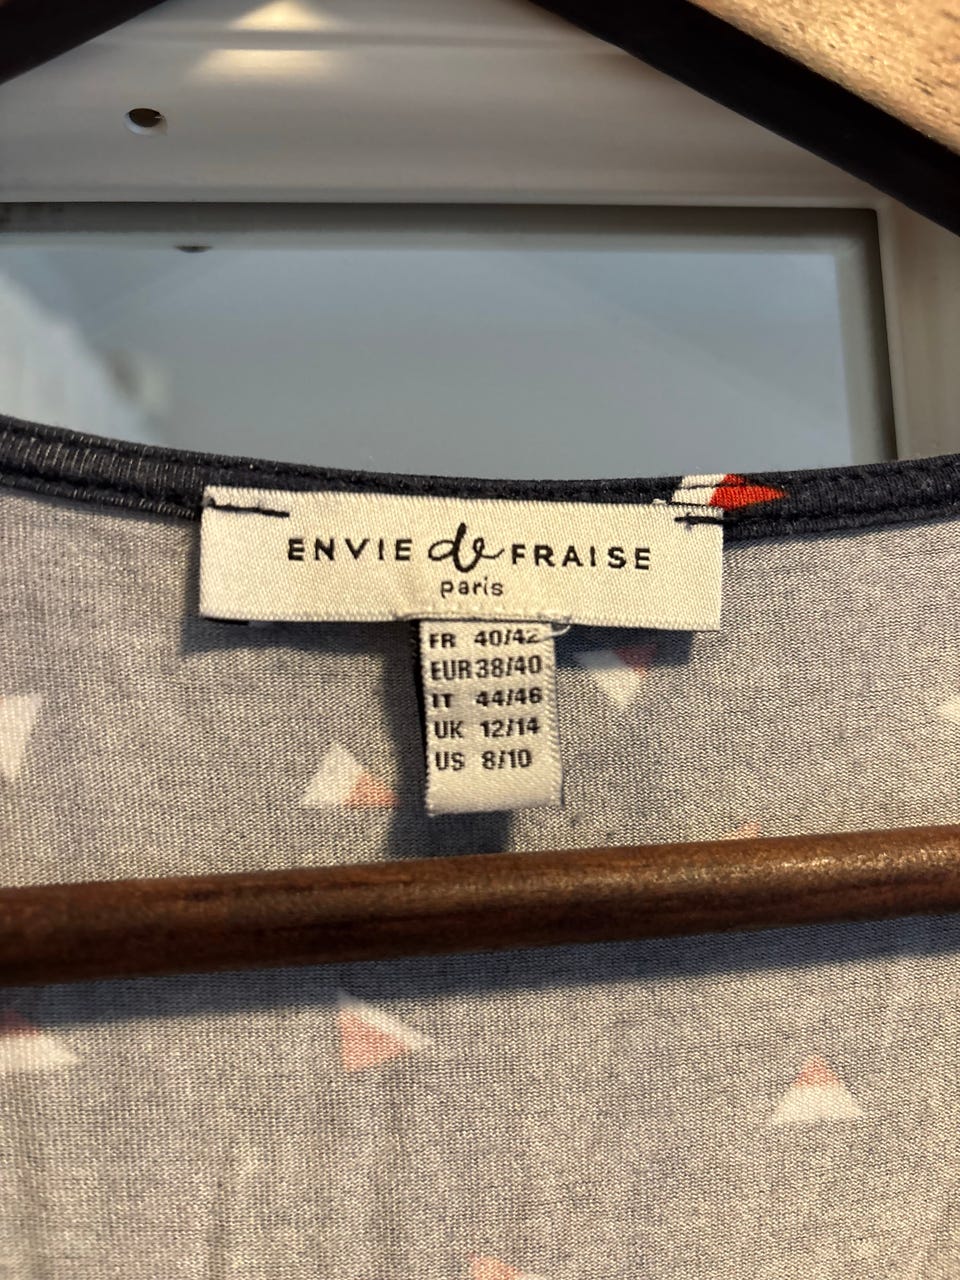 ENVIE de FRAISE
paris
FR 40/42
EUR 38/40
IT 44/46
UK 12/14
US 8/10